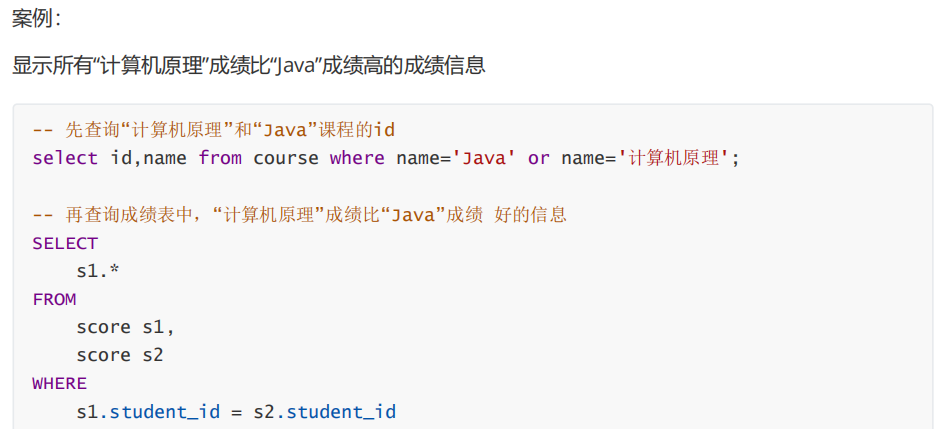 案例：
显示所有“计算机原理”成绩比“Java”成绩高的成绩信息
-- 先查询“计算机原理”和“Java”课程的id
select id,name from course where name='Java' or name='计算机原理';
-- 再查询成绩表中，“计算机原理”成绩比“Java”成绩 好的信息
SELECT
    s1.*
FROM
    score s1,
    score s2
WHERE
    s1.student_id = s2.student_id